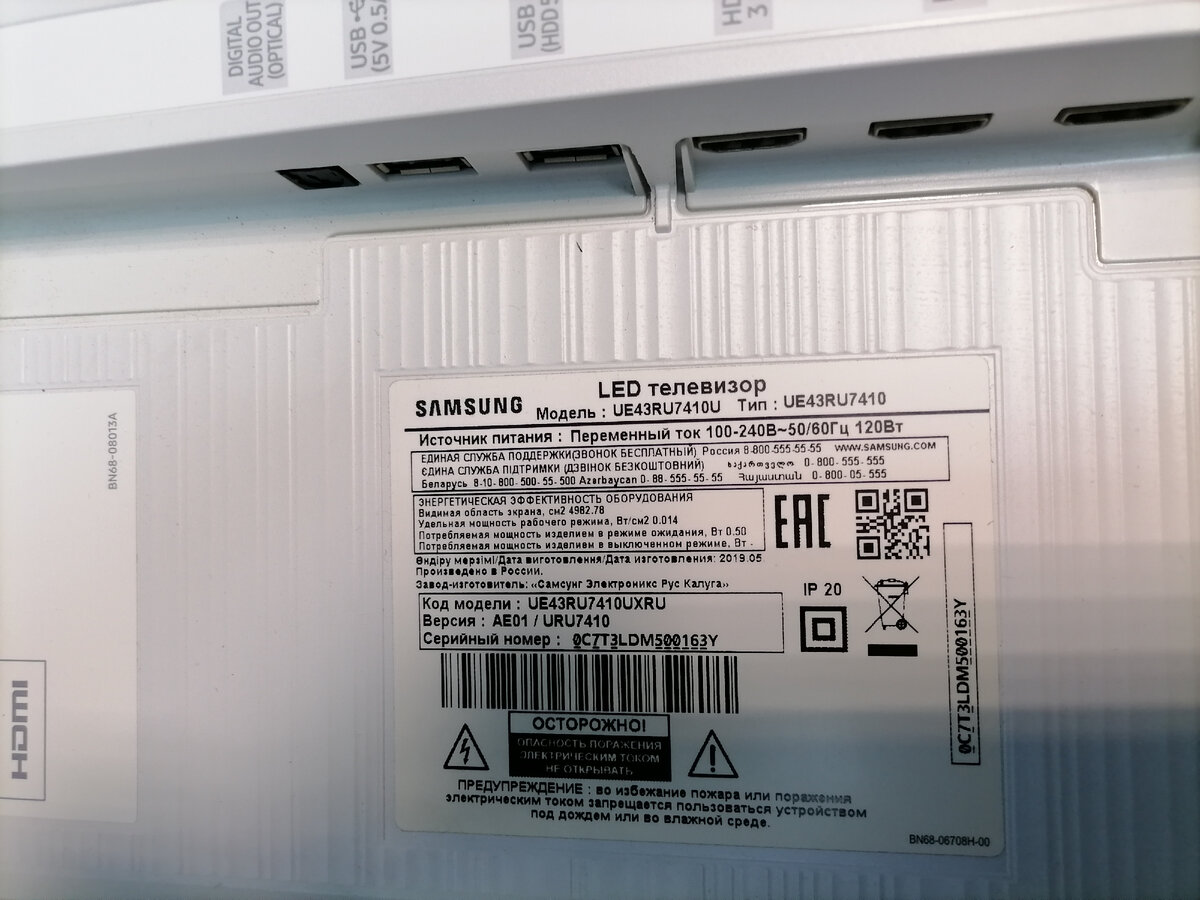 DIGITAL
AUDIO OUT
(OPTICAL)
USB
(5V 0.5A
USB
(HDD 5
HD
3
BN68-08013A
HDMI
LED телевизор
SAMSUNG Модель : UE43RU7410U Тип : UE43RU7410
Источник питания : Переменный ток 100-240В~50/60Гц 120Вт
ЕДИНАЯ СЛУЖБА ПОДДЕРЖКИ(ЗВОНОК БЕСПЛАТНЫЙ) Россия 8-800-555-55-55 WWW.SAMSUNG.COM
ЄДИНА СЛУЖБА ПІДТРИМКИ (ДЗВІНОК БЕЗКОШТОВНИЙ) საქართველო 0-800-555-555
Беларусь 8-10-800-500-55-500 Azərbaycan 0-88-555-55-55 Հայաստան 0-800-05-555
ЭНЕРГЕТИЧЕСКАЯ ЭФФЕКТИВНОСТЬ ОБОРУДОВАНИЯ
Видимая область экрана, см2 4982.78
Удельная мощность рабочего режима, Вт/см2 0.014
Потребляемая мощность изделием в режиме ожидания, Вт 0.50
Потребляемая мощность изделием в выключенном режиме, Вт -
EAC
Өндіру мерзімі/Дата виготовлення/Дата изготовления: 2019.05
Произведено в России.
Завод-изготовитель: «Самсунг Электроникс Рус Калуга»
IP 20
Код модели : UE43RU7410UXRU
Версия : AE01 / URU7410
Серийный номер : 0C7T3LDM500163Y
0C7T3LDM500163Y
ОСТОРОЖНО!
ОПАСНОСТЬ ПОРАЖЕНИЯ
ЭЛЕКТРИЧЕСКИМ ТОКОМ
НЕ ОТКРЫВАТЬ
ПРЕДУПРЕЖДЕНИЕ : во избежание пожара или поражения
электрическим током запрещается пользоваться устройством
под дождем или во влажной среде.
BN68-06708H-00